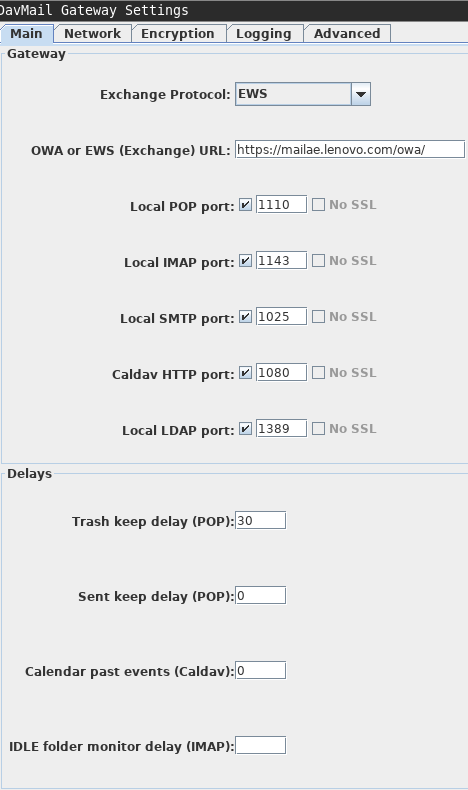 DavMail Gateway Settings
Main Network Encryption Logging Advanced
Gateway
Exchange Protocol: EWS
OWA or EWS (Exchange) URL: https://mailae.lenovo.com/owa/
Local POP port: 1110 No SSL
Local IMAP port: 1143 No SSL
Local SMTP port: 1025 No SSL
Caldav HTTP port: 1080 No SSL
Local LDAP port: 1389 No SSL
Delays
Trash keep delay (POP): 30
Sent keep delay (POP): 0
Calendar past events (Caldav): 0
IDLE folder monitor delay (IMAP):